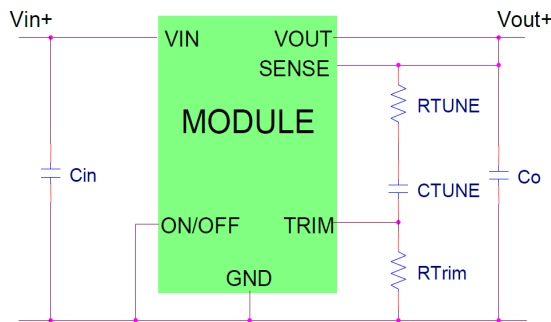 Vin+
Vout+
VIN
VOUT
SENSE
RTUNE
MODULE
Cin
CTUNE
Co
ON/OFF
TRIM
RTrim
GND